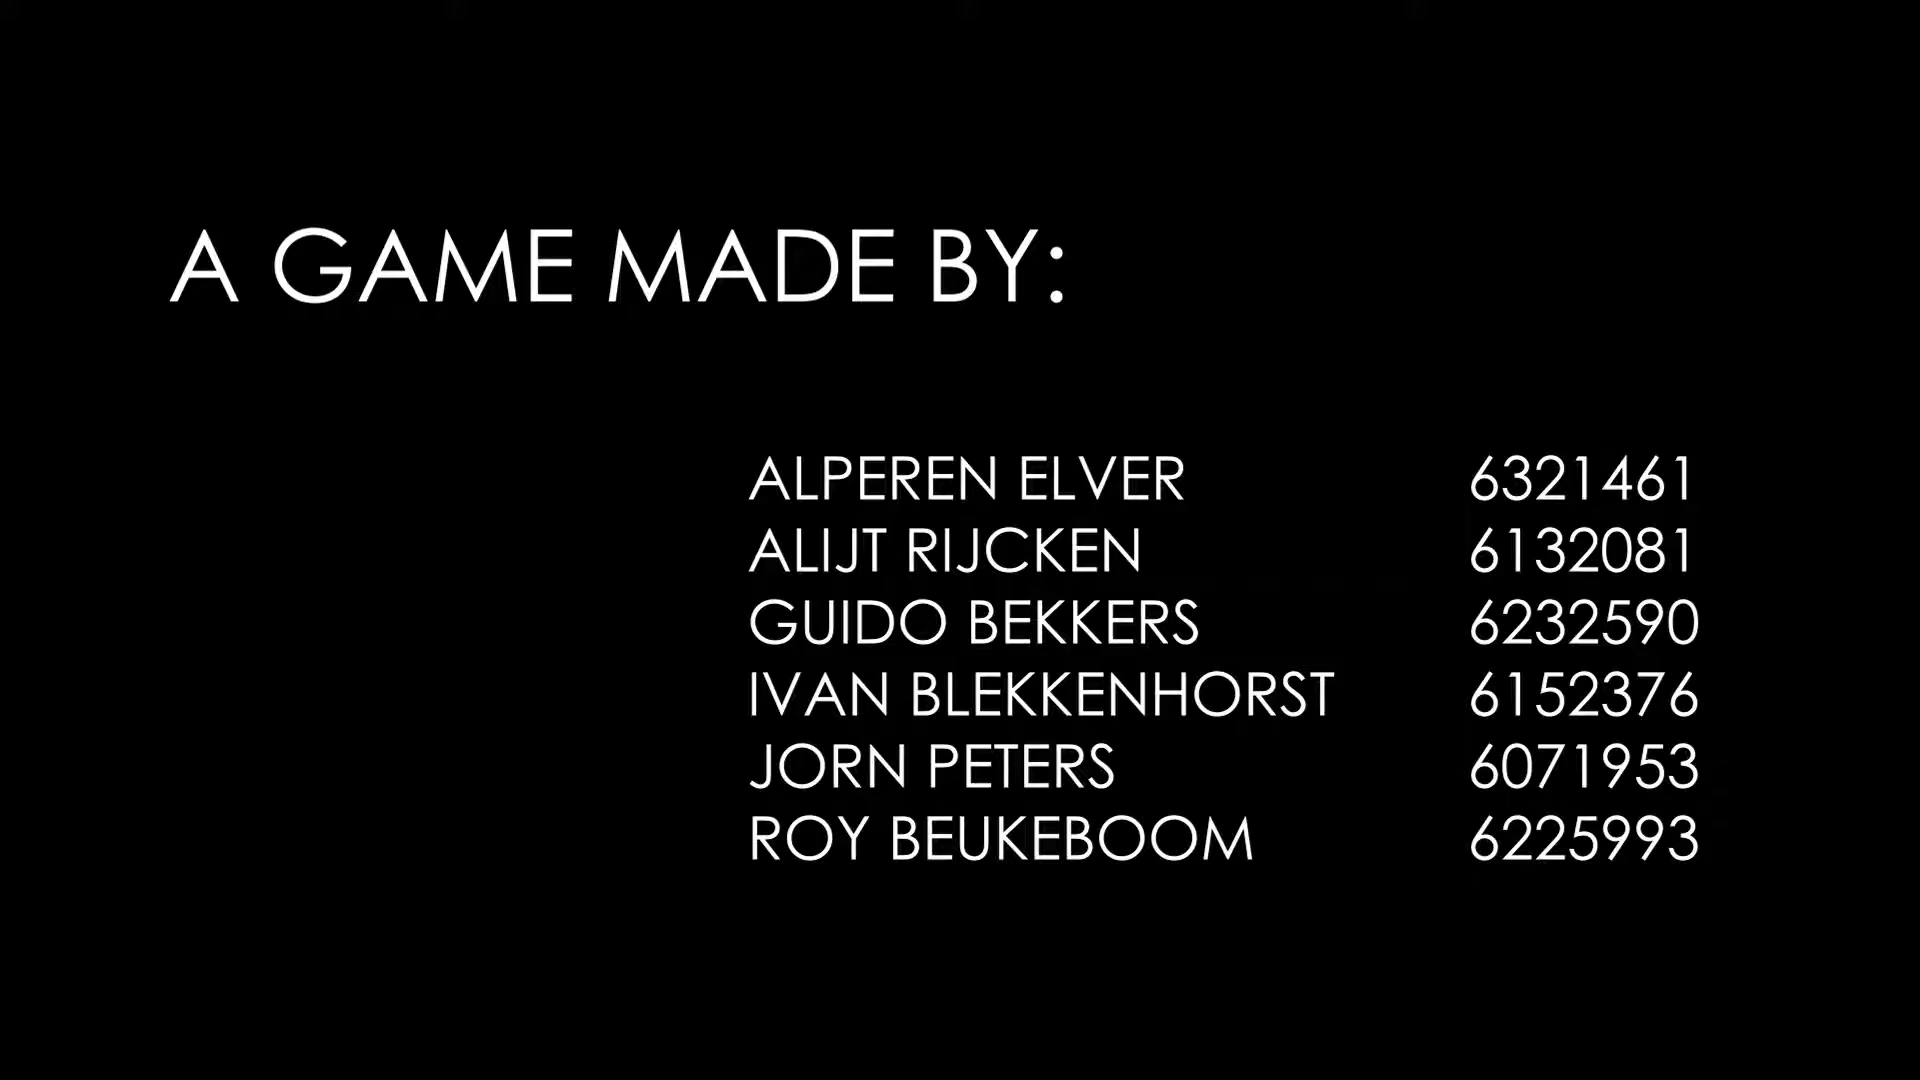 A GAME MADE BY:
ALPEREN ELVER 6321461
ALIJT RIJCKEN 6132081
GUIDO BEKKERS 6232590
IVAN BLEKKENHORST 6152376
JORN PETERS 6071953
ROY BEUKEBOOM 6225993